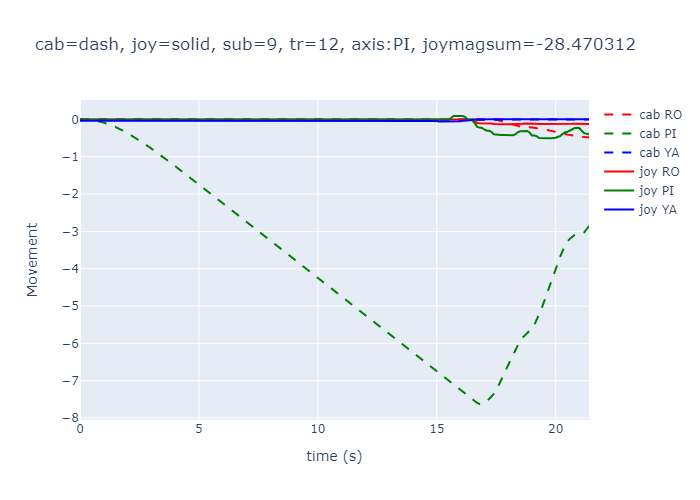 cab=dash, joy=solid, sub=9, tr=12, axis:PI, joymagsum=-28.470312
cab RO
cab PI
cab YA
joy RO
joy PI
joy YA
Movement
0
−1
−2
−3
−4
−5
−6
−7
−8
0 5 10 15 20
time (s)